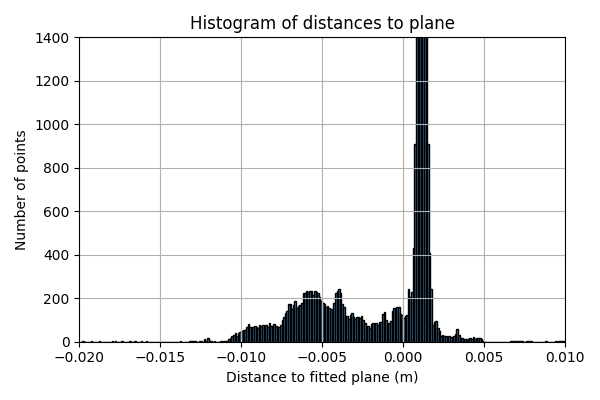 Histogram of distances to plane
1400
1200
1000
800
600
400
200
0
Number of points
−0.020 −0.015 −0.010 −0.005 0.000 0.005 0.010
Distance to fitted plane (m)